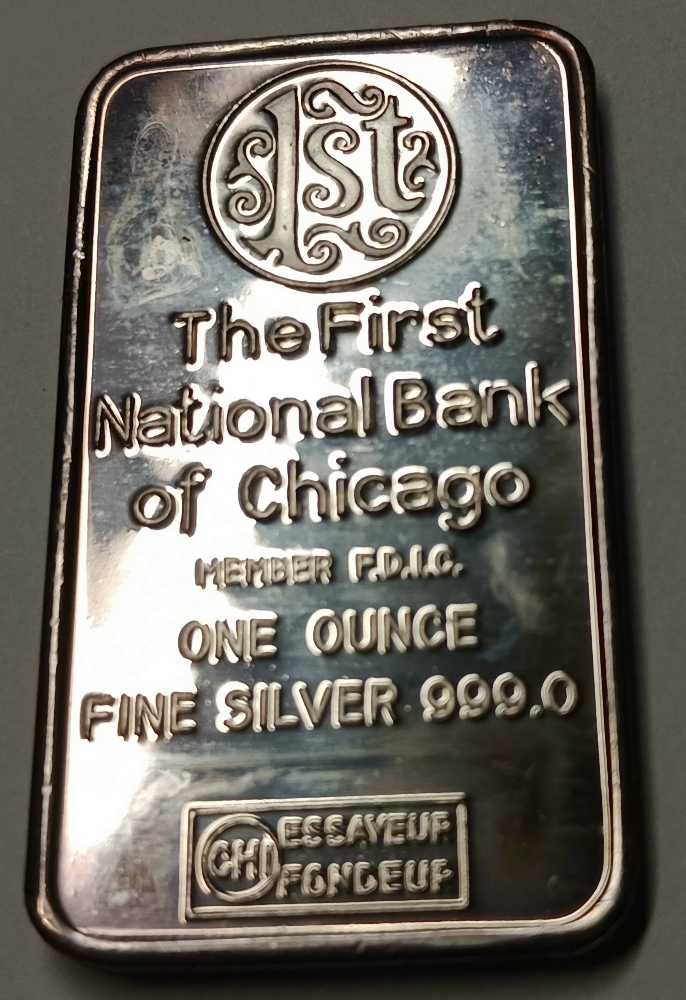 1st
The First
National Bank
of Chicago
MEMBER F.D.I.C.
ONE OUNCE
FINE SILVER 999.0
CHI ESSAYEUR
FONDEUR